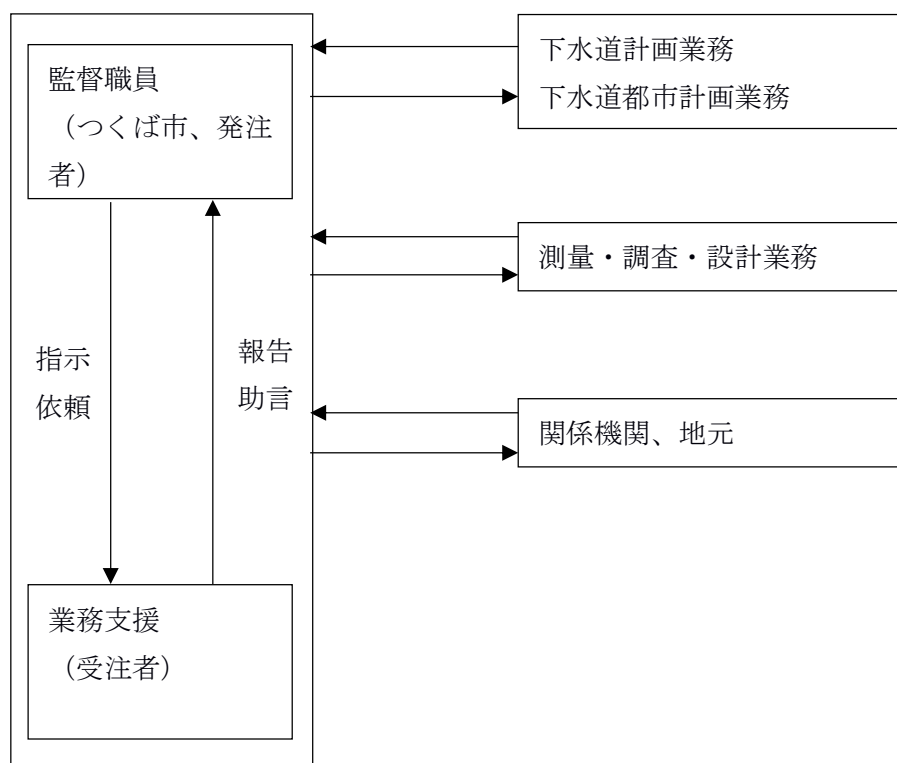 監督職員
（つくば市、発注
者）
指示
依頼
報告
助言
業務支援
（受注者）
下水道計画業務
下水道都市計画業務
測量・調査・設計業務
関係機関、地元